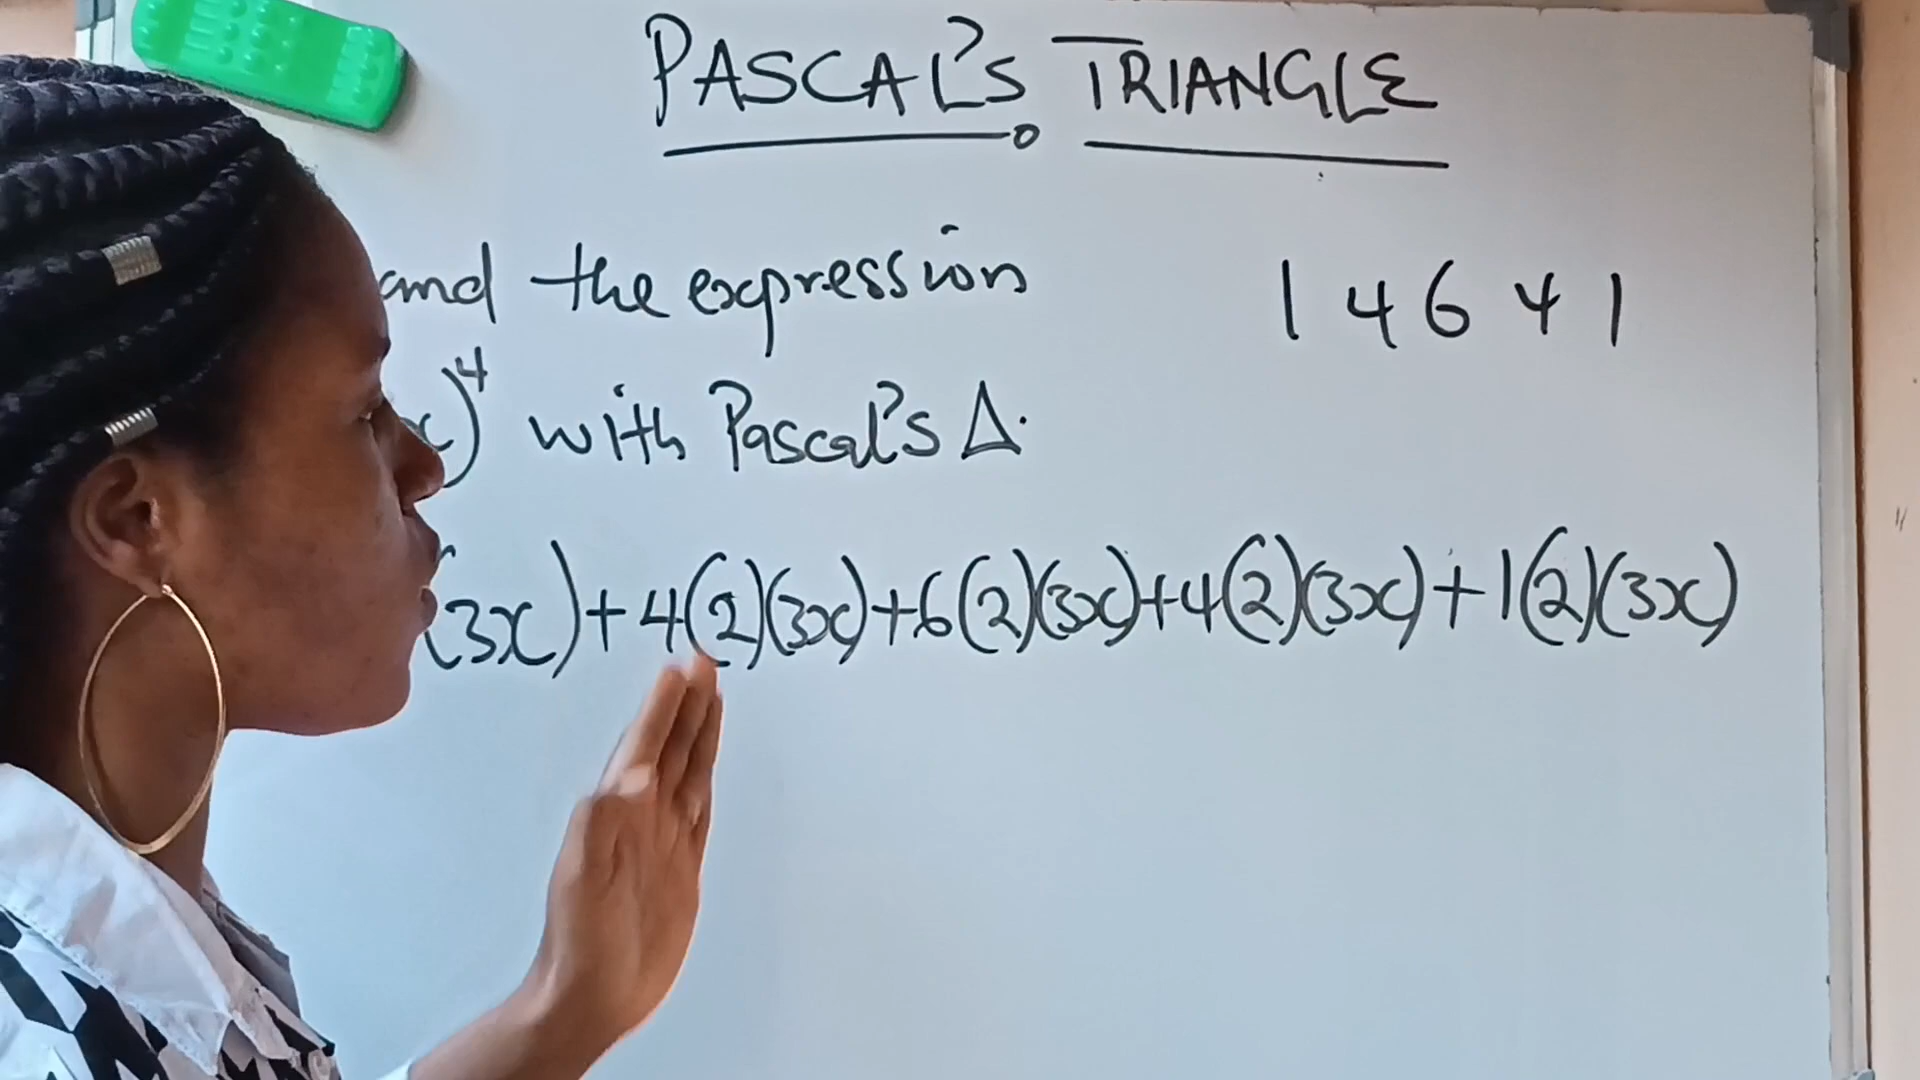 PASCAL'S TRIANGLE
and the expression
1 4 6 4 1
x)⁴ with Pascal's Δ.
(3x)+4(2)(3x)+6(2)(3x)+4(2)(3x)+1(2)(3x)